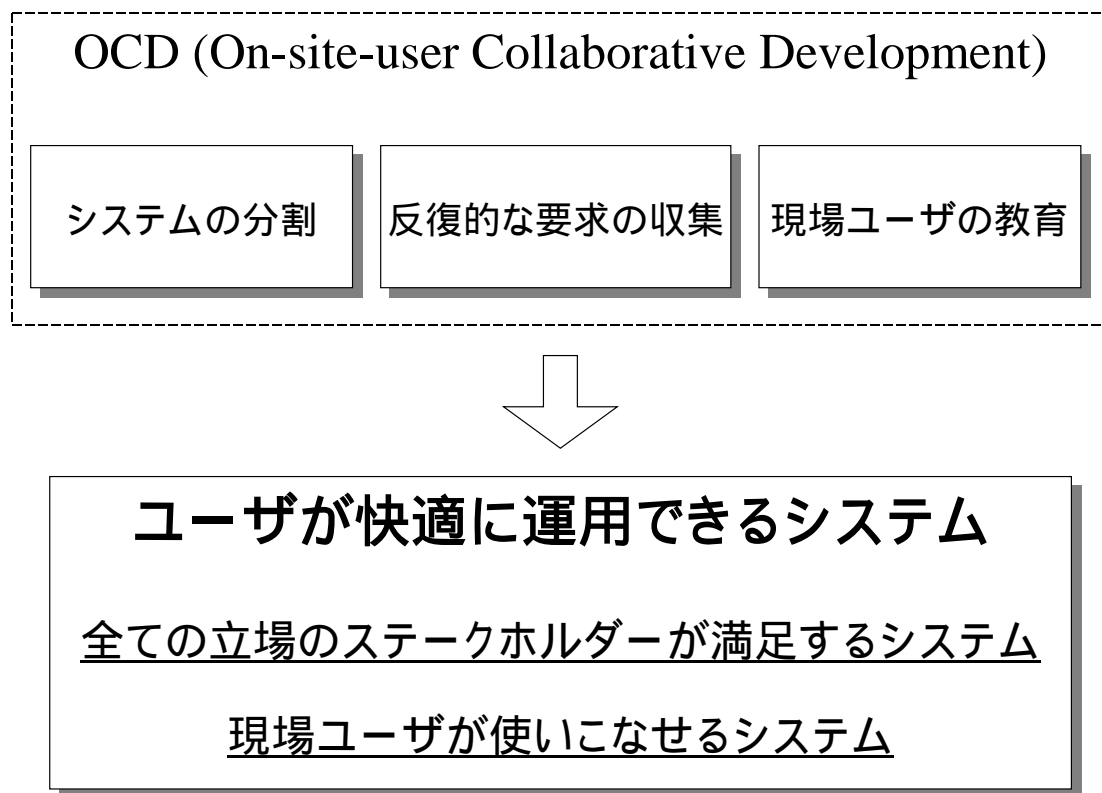 OCD (On-site-user Collaborative Development)
システムの分割
反復的な要求の収集
現場ユーザの教育
ユーザが快適に運用できるシステム
全ての立場のステークホルダーが満足するシステム
現場ユーザが使いこなせるシステム